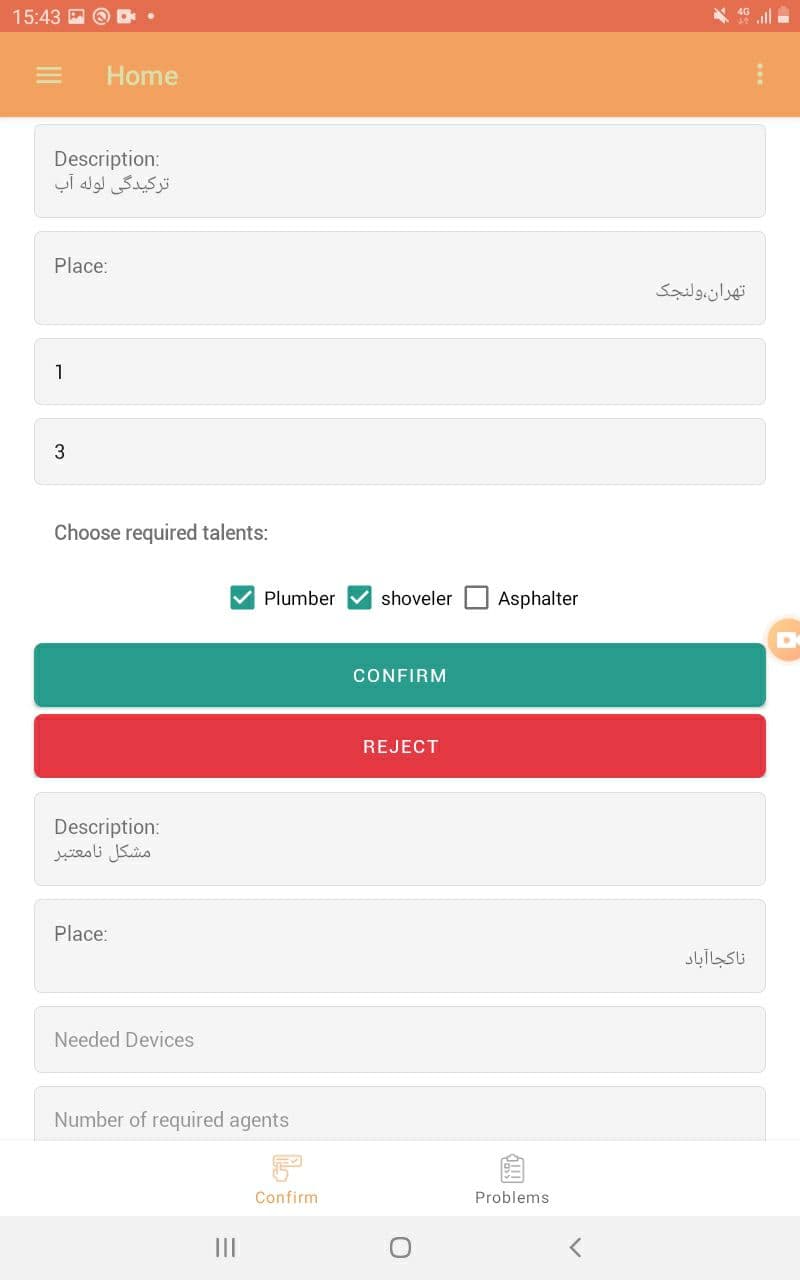 15:43
4G
Home
Description:
ترکیدگی لوله آب
Place:
تهران،ولنجک
1
3
Choose required talents:
Plumber shoveler Asphalter
CONFIRM
REJECT
Description:
مشکل نامعتبر
Place:
ناکجاآباد
Needed Devices
Number of required agents
Confirm Problems